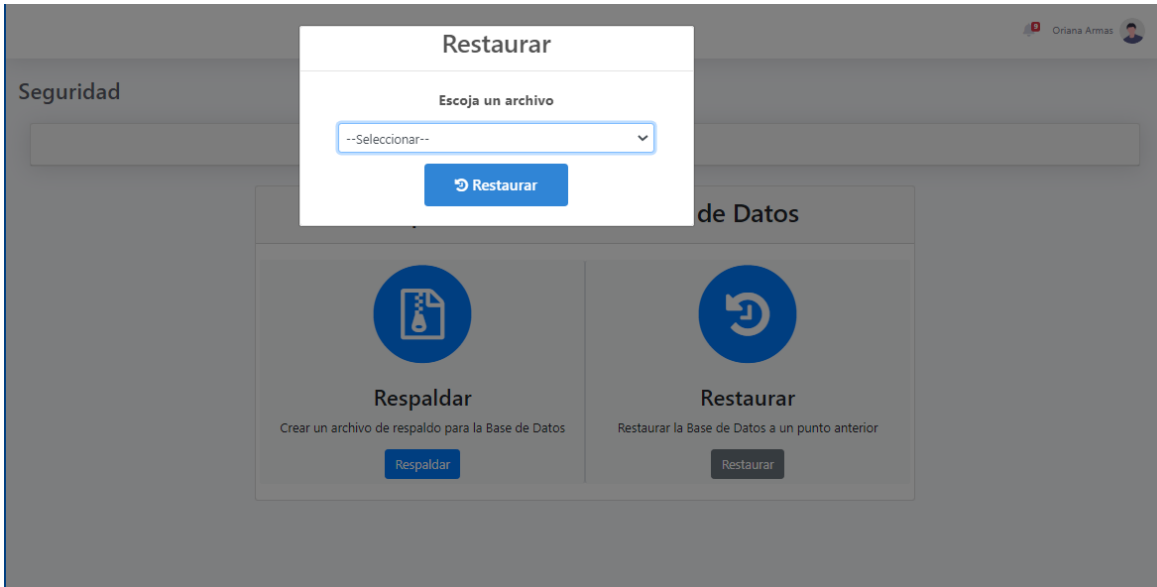 Restaurar
Oriana Armas
Seguridad
Escoja un archivo
--Seleccionar--
Restaurar
de Datos
Respaldar
Restaurar
Crear un archivo de respaldo para la Base de Datos
Restaurar la Base de Datos a un punto anterior
Respaldar
Restaurar